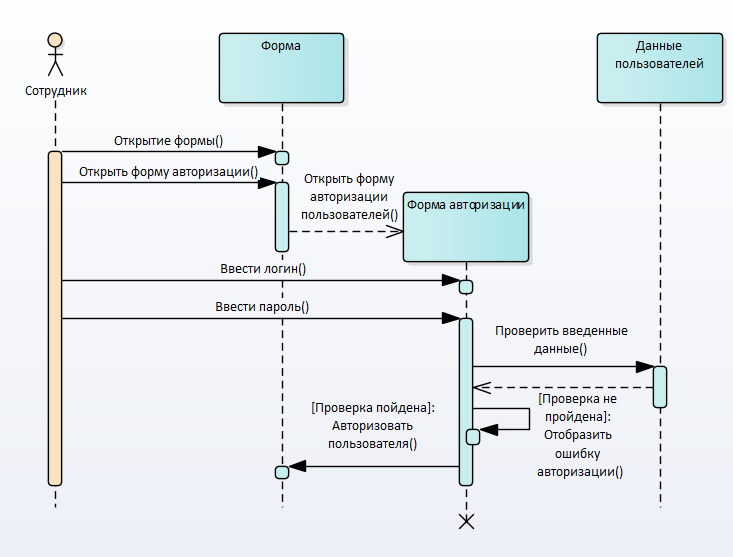 Форма
Данные
пользователей
Сотрудник
Открытие формы()
Открыть форму авторизации()
Открыть форму
авторизации
пользователей()
Форма авторизации
Ввести логин()
Ввести пароль()
Проверить введенные
данные()
[Проверка не
пройдена]:
Отобразить
ошибку
авторизации()
[Проверка пойдена]:
Авторизовать
пользователя()